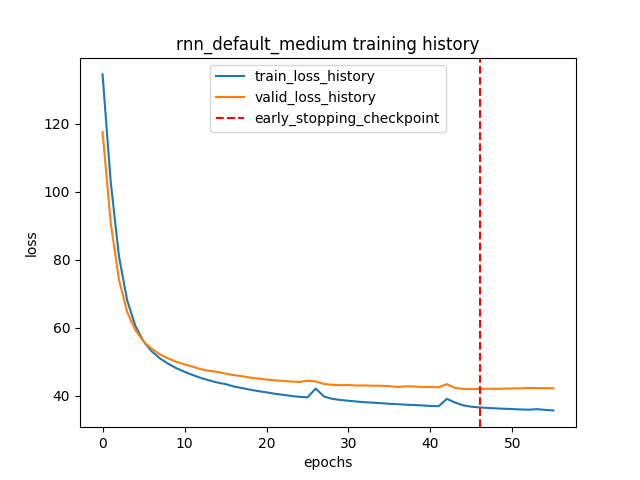 rnn_default_medium training history
train_loss_history
valid_loss_history
early_stopping_checkpoint
loss
120
100
80
60
40
0 10 20 30 40 50
epochs